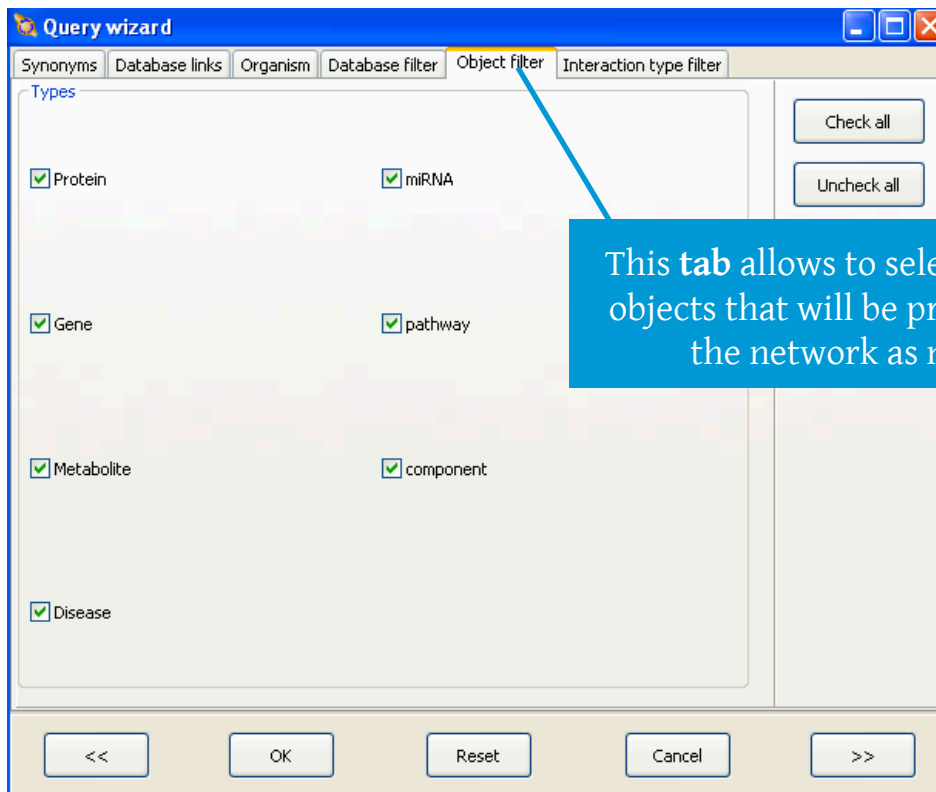 Query wizard
Synonyms Database links Organism Database filter Object filter Interaction type filter
Types
Check all
Uncheck all
Protein miRNA
This tab allows to
objects that will be
the network as
Gene pathway
Metabolite component
Disease
<< OK Reset Cancel >>